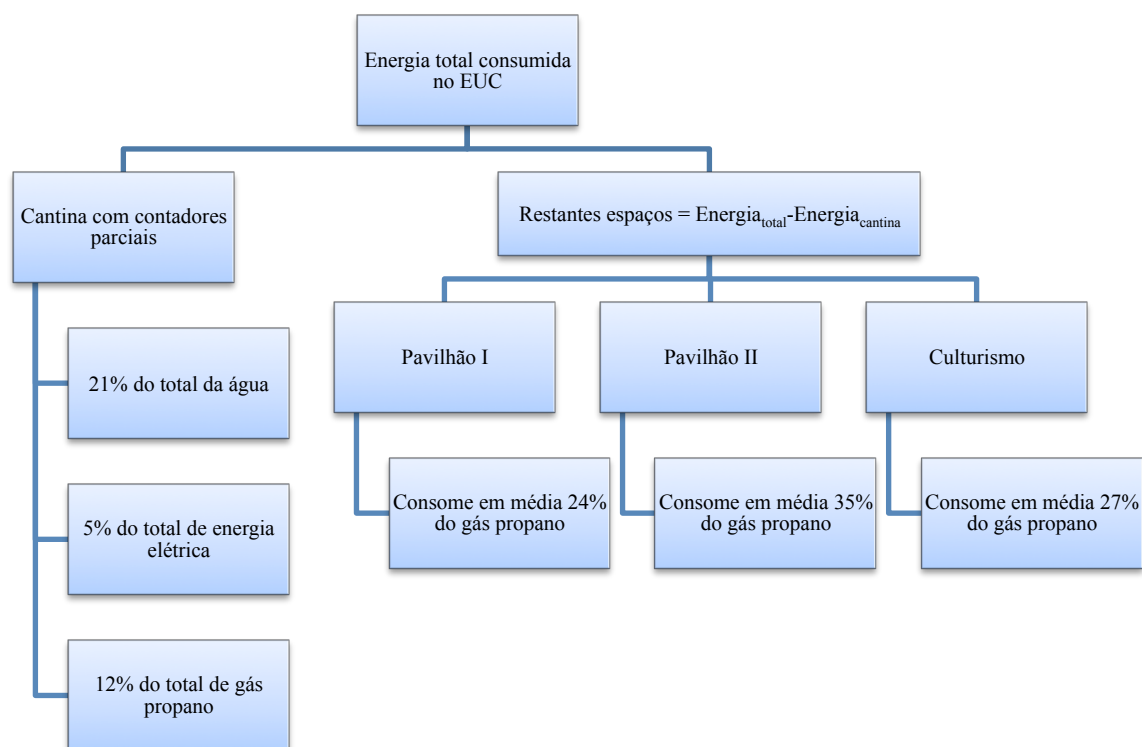 Energia total consumida
no EUC
Cantina com contadores
parciais
Restantes espaços = Energiatotal-Energiacantina
21% do total da água
5% do total de energia
elétrica
12% do total de gás
propano
Pavilhão I
Pavilhão II
Culturismo
Consome em média 24%
do gás propano
Consome em média 35%
do gás propano
Consome em média 27%
do gás propano